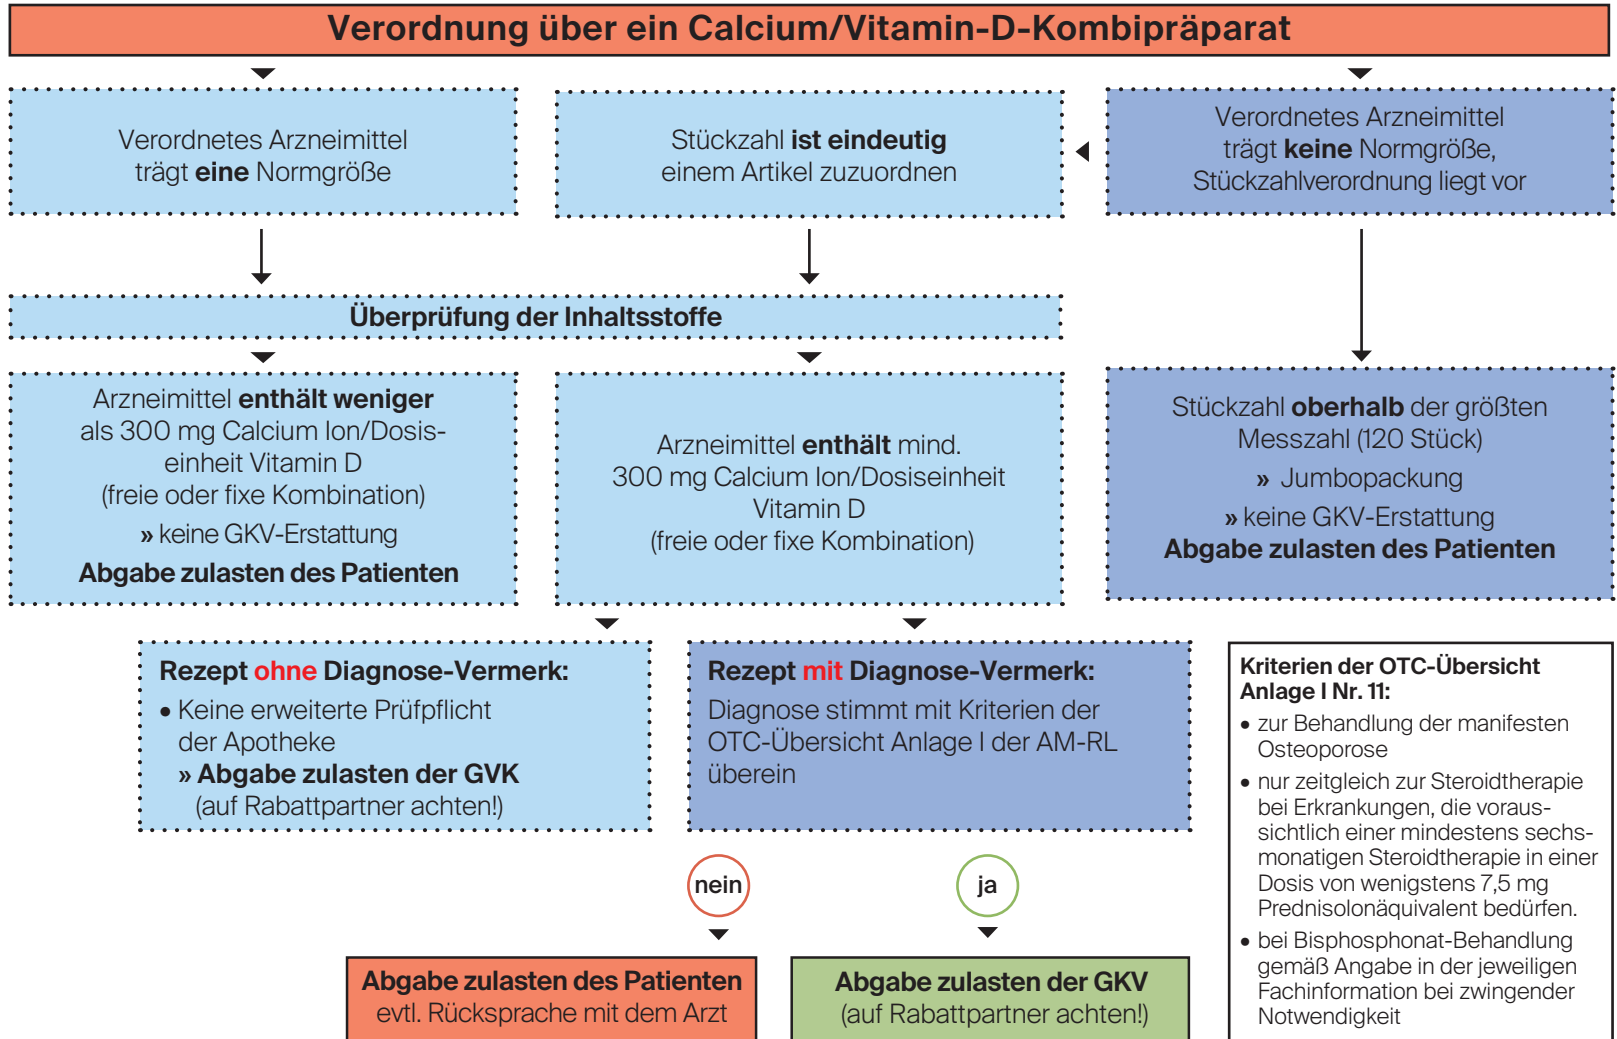 Verordnung über ein Calcium/Vitamin-D-Kombipräparat
Verordnetes Arzneimittel
trägt eine Normgröße
Stückzahl ist eindeutig
einem Artikel zuzuordnen
Verordnetes Arzneimittel
trägt keine Normgröße,
Stückzahlverordnung liegt vor
Überprüfung der Inhaltsstoffe
Arzneimittel enthält weniger
als 300 mg Calcium Ion/Dosis-
einheit Vitamin D
(freie oder fixe Kombination)
» keine GKV-Erstattung
Abgabe zulasten des Patienten
Arzneimittel enthält mind.
300 mg Calcium Ion/Dosiseinheit
Vitamin D
(freie oder fixe Kombination)
Stückzahl oberhalb der größten
Messzahl (120 Stück)
» Jumbopackung
» keine GKV-Erstattung
Abgabe zulasten des Patienten
Rezept ohne Diagnose-Vermerk:
• Keine erweiterte Prüfpflicht
der Apotheke
» Abgabe zulasten der GVK
(auf Rabattpartner achten!)
Rezept mit Diagnose-Vermerk:
Diagnose stimmt mit Kriterien der
OTC-Übersicht Anlage I der AM-RL
überein
nein
ja
Abgabe zulasten des Patienten
evtl. Rücksprache mit dem Arzt
Abgabe zulasten der GKV
(auf Rabattpartner achten!)
Kriterien der OTC-Übersicht
Anlage I Nr. 11:
• zur Behandlung der manifesten
Osteoporose
• nur zeitgleich zur Steroidtherapie
bei Erkrankungen, die voraus-
sichtlich einer mindestens sechs-
monatigen Steroidtherapie in einer
Dosis von wenigstens 7,5 mg
Prednisolonäquivalent bedürfen.
• bei Bisphosphonat-Behandlung
gemäß Angabe in der jeweiligen
Fachinformation bei zwingender
Notwendigkeit